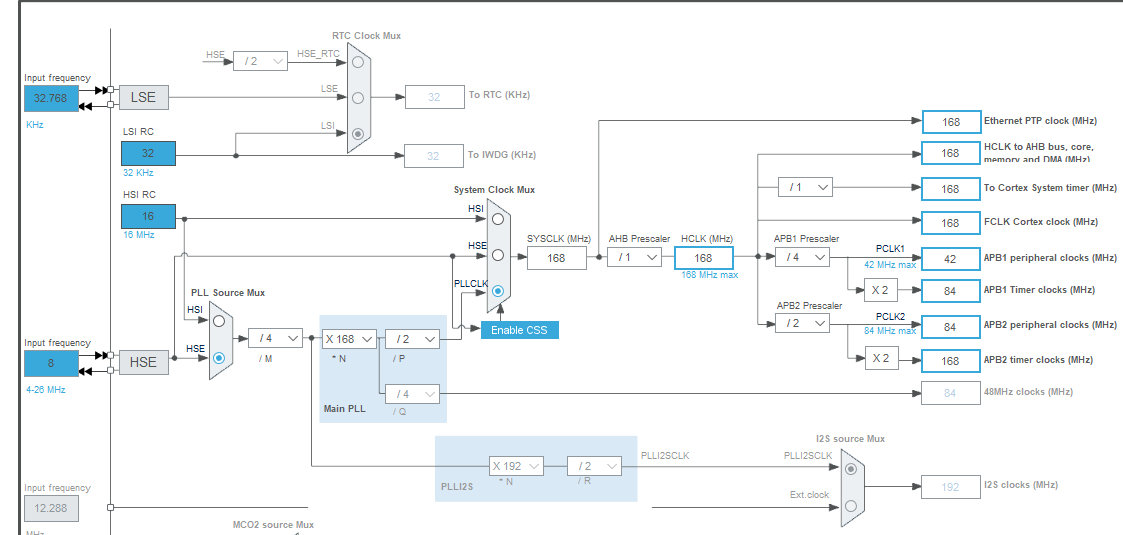 RTC Clock Mux
HSE
/ 2
HSE_RTC
Input frequency
32.768
LSE
LSE
32
To RTC (KHz)
KHz
LSI RC
LSI
32
32
To IWDG (KHz)
32 KHz
HSI RC
16
16 MHz
System Clock Mux
HSI
HSE
PLLCLK
SYSCLK (MHz)
168
AHB Prescaler
/ 1
HCLK (MHz)
168
168 MHz max
168
Ethernet PTP clock (MHz)
168
HCLK to AHB bus, core,
memory and DMA (MHz)
/ 1
168
To Cortex System timer (MHz)
168
FCLK Cortex clock (MHz)
APB1 Prescaler
/ 4
PCLK1
42 MHz max
42
APB1 peripheral clocks (MHz)
X 2
84
APB1 Timer clocks (MHz)
APB2 Prescaler
/ 2
PCLK2
84 MHz max
84
APB2 peripheral clocks (MHz)
X 2
168
APB2 timer clocks (MHz)
PLL Source Mux
HSI
HSE
Enable CSS
Input frequency
8
HSE
4-26 MHz
/ 4
/ M
X 168
* N
/ 2
/ P
/ 4
/ Q
Main PLL
84
48MHz clocks (MHz)
I2S source Mux
X 192
* N
/ 2
/ R
PLLI2S
PLLI2SCLK
PLLI2SCLK
Ext.clock
192
I2S clocks (MHz)
Input frequency
12.288
MHz
MCO2 source Mux